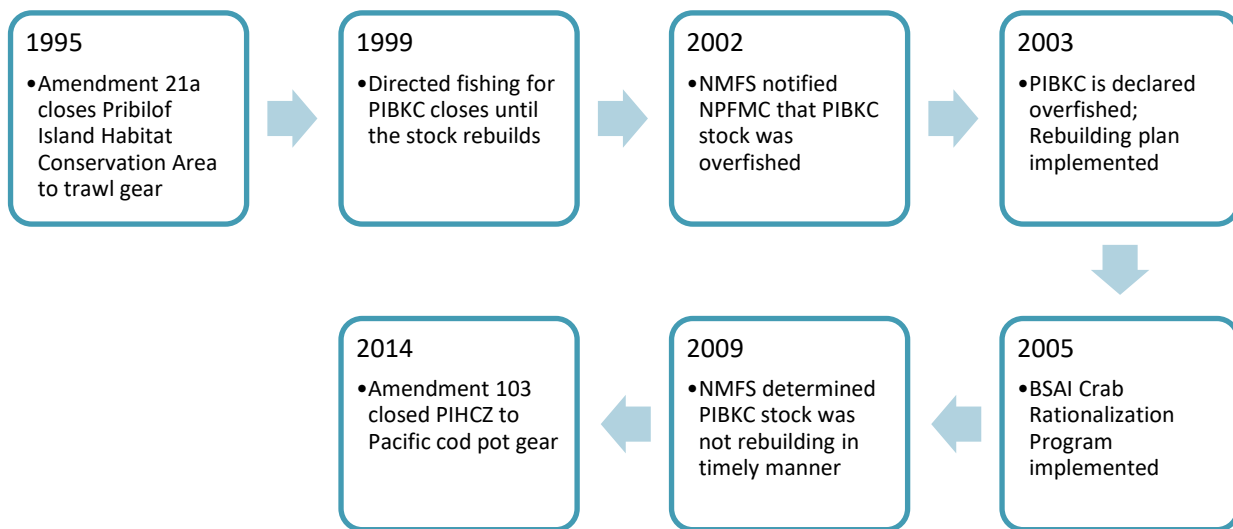 1995
•Amendment 21a
closes Pribilof
Island Habitat
Conservation Area
to trawl gear
1999
•Directed fishing for
PIBKC closes until
the stock rebuilds
2002
•NMFS notified
NPFMC that PIBKC
stock was
overfished
2003
•PIBKC is declared
overfished;
Rebuilding plan
implemented
2005
•BSAI Crab
Rationalization
Program
implemented
2009
•NMFS determined
PIBKC stock was
not rebuilding in
timely manner
2014
•Amendment 103
closed PIHCZ to
Pacific cod pot gear